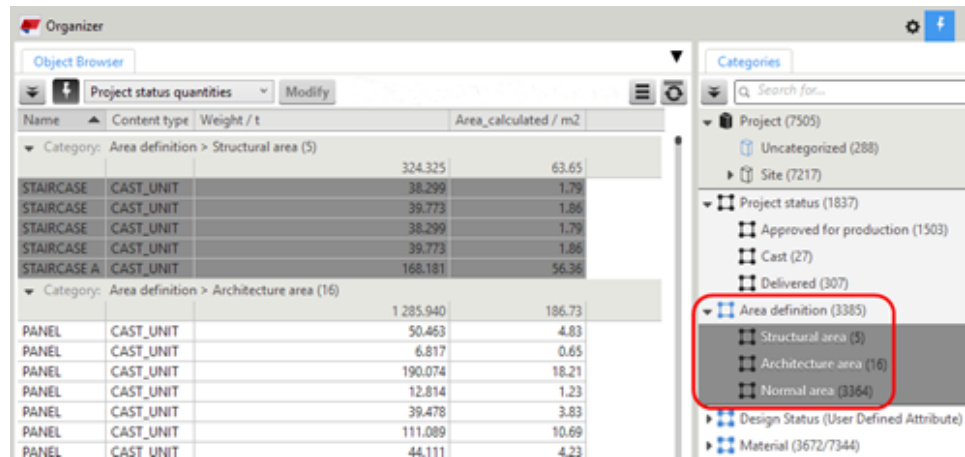 Organizer
Object Browser
Project status quantities Modify
Name Content type Weight / t Area_calculated / m2
Category: Area definition > Structural area (5)
324.325 63.65
STAIRCASE CAST_UNIT 38.299 1.79
STAIRCASE CAST_UNIT 39.773 1.86
STAIRCASE CAST_UNIT 38.299 1.79
STAIRCASE CAST_UNIT 39.773 1.86
STAIRCASE A CAST_UNIT 168.181 56.36
Category: Area definition > Architecture area (16)
1 285.940 186.73
PANEL CAST_UNIT 50.463 4.83
PANEL CAST_UNIT 6.817 0.65
PANEL CAST_UNIT 190.074 18.21
PANEL CAST_UNIT 12.814 1.23
PANEL CAST_UNIT 39.478 3.83
PANEL CAST_UNIT 111.089 10.69
PANEL CAST_UNIT 44.111 4.23
Categories
Search for...
Project (7505)
Uncategorized (288)
Site (7217)
Project status (1837)
Approved for production (1503)
Cast (27)
Delivered (307)
Area definition (3385)
Structural area (5)
Architecture area (16)
Normal area (3364)
Design Status (User Defined Attribute)
Material (3672/7344)